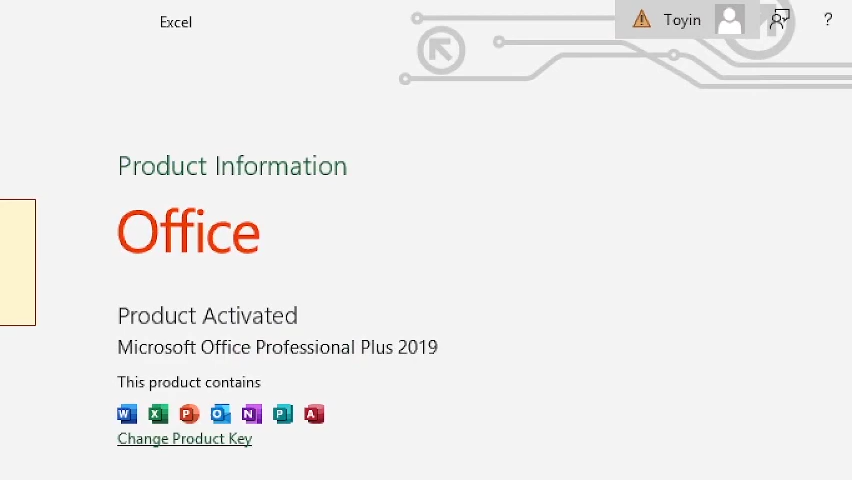 Excel
Toyin
?
Product Information
Office
Product Activated
Microsoft Office Professional Plus 2019
This product contains
W X P O N P A
Change Product Key